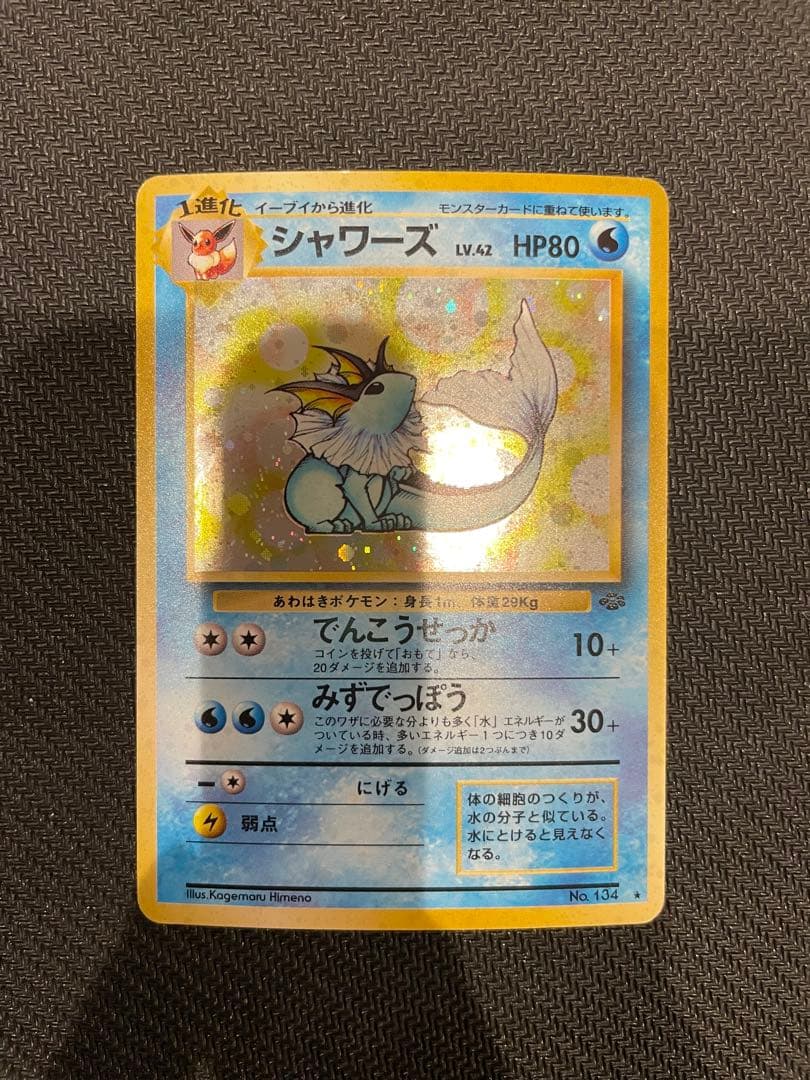 1進化 イーブイから進化 モンスターカードに重ねて使います。
シャワーズ LV.42 HP80
あわはきポケモン：身長1m、体重29Kg
でんこうせっか 10+
コインを投げて「おもて」なら、
20ダメージを追加する。
みずでっぽう 30+
このワザに必要な分よりも多く「水」エネルギーが
ついている時、多いエネルギー1つにつき10ダ
メージを追加する。(ダメージ追加は2つぶんまで)
にげる
弱点
体の細胞のつくりが、
水の分子と似ている。
水にとけると見えなく
なる。
Illus.Kagemaru Himeno No. 134 ★